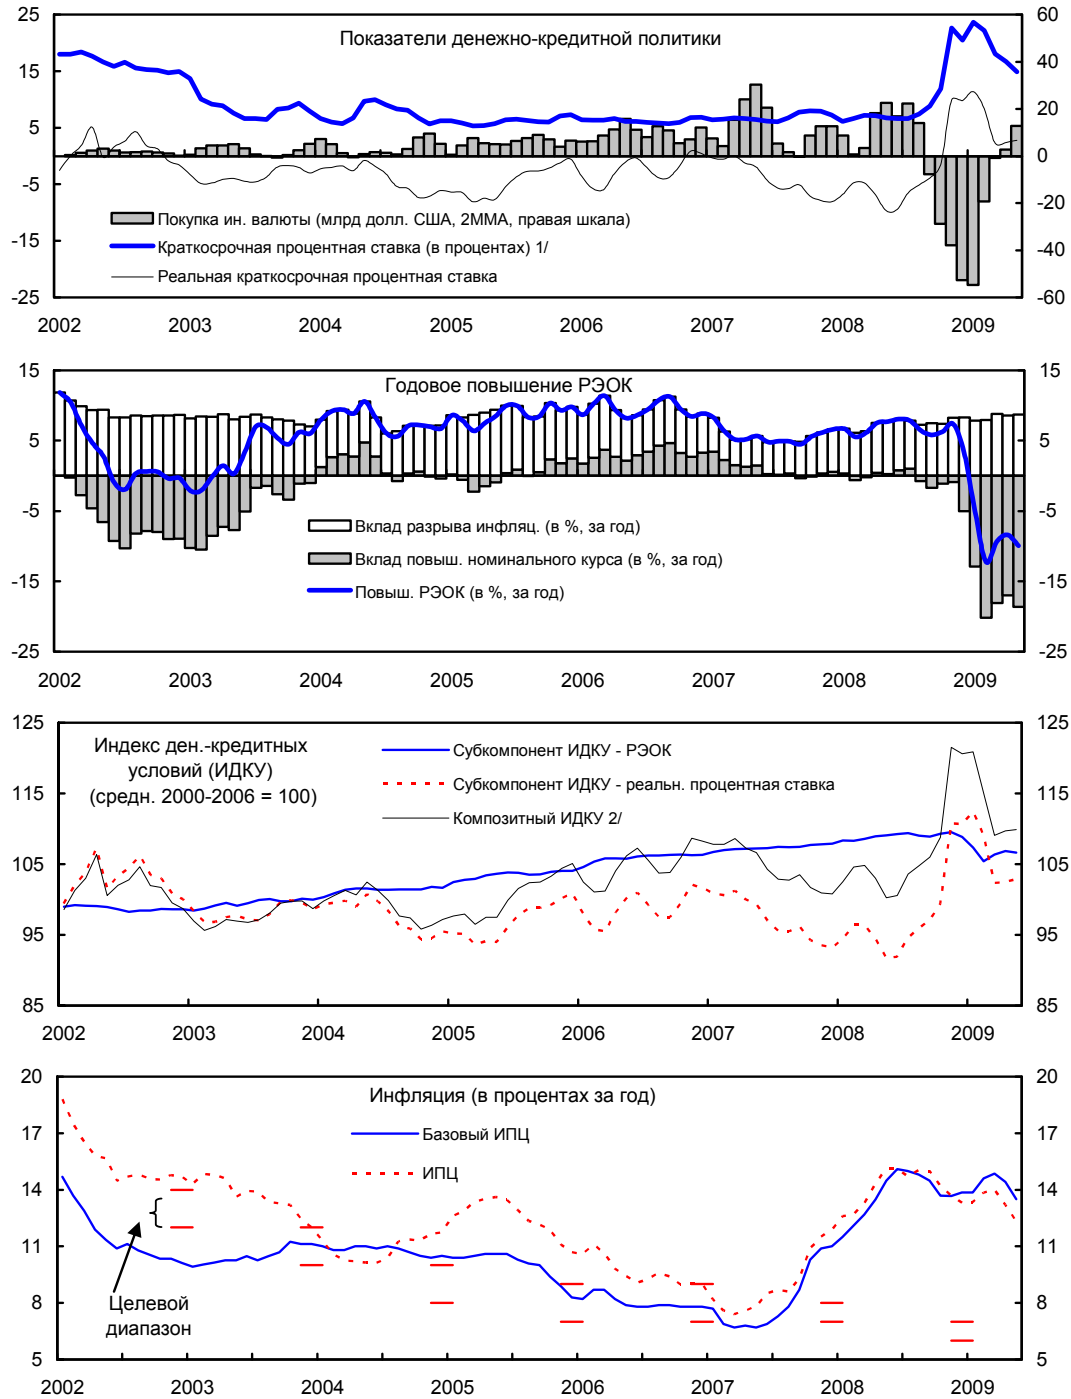 Показатели денежно-кредитной политики
25
15
5
-5
-15
-25
60
40
20
0
-20
-40
-60
Покупка ин. валюты (млрд долл. США, 2ММА, правая шкала)
Краткосрочная процентная ставка (в процентах) 1/
Реальная краткосрочная процентная ставка
2002 2003 2004 2005 2006 2007 2008 2009
Годовое повышение РЭОК
15
5
-5
-15
-25
15
5
-5
-15
-25
Вклад разрыва инфляц. (в %, за год)
Вклад повыш. номинального курса (в %, за год)
Повыш. РЭОК (в %, за год)
2002 2003 2004 2005 2006 2007 2008 2009
125
115
105
95
85
125
115
105
95
85
Индекс ден.-кредитных
условий (ИДКУ)
(средн. 2000-2006 = 100)
Субкомпонент ИДКУ - РЭОК
Субкомпонент ИДКУ - реальн. процентная ставка
Композитный ИДКУ 2/
2002 2003 2004 2005 2006 2007 2008 2009
Инфляция (в процентах за год)
20
17
14
11
8
5
20
17
14
11
8
5
Базовый ИПЦ
ИПЦ
Целевой
диапазон
2002 2003 2004 2005 2006 2007 2008 2009